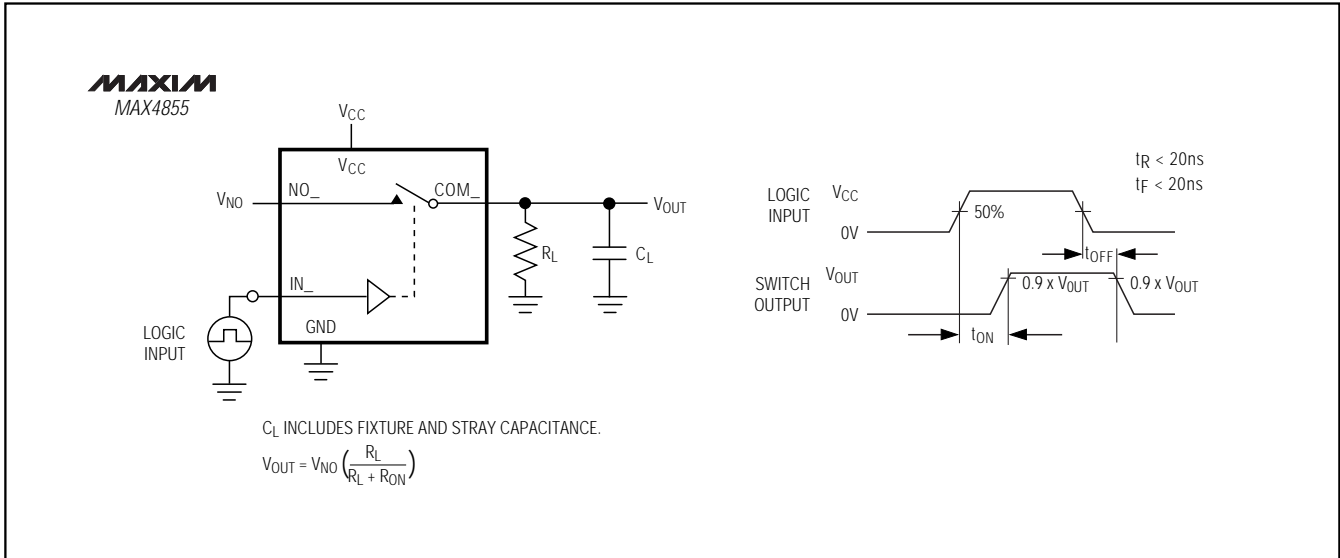 MAXIM
MAX4855
VCC
VCC
VNO
NO_
COM_
VOUT
RL
CL
IN_
GND
LOGIC
INPUT
CL INCLUDES FIXTURE AND STRAY CAPACITANCE.
VOUT = VNO (RL / RL + RON)
tR < 20ns
tF < 20ns
LOGIC
INPUT
VCC
50%
0V
tOFF
SWITCH
OUTPUT
VOUT
0.9 x VOUT
0.9 x VOUT
0V
tON